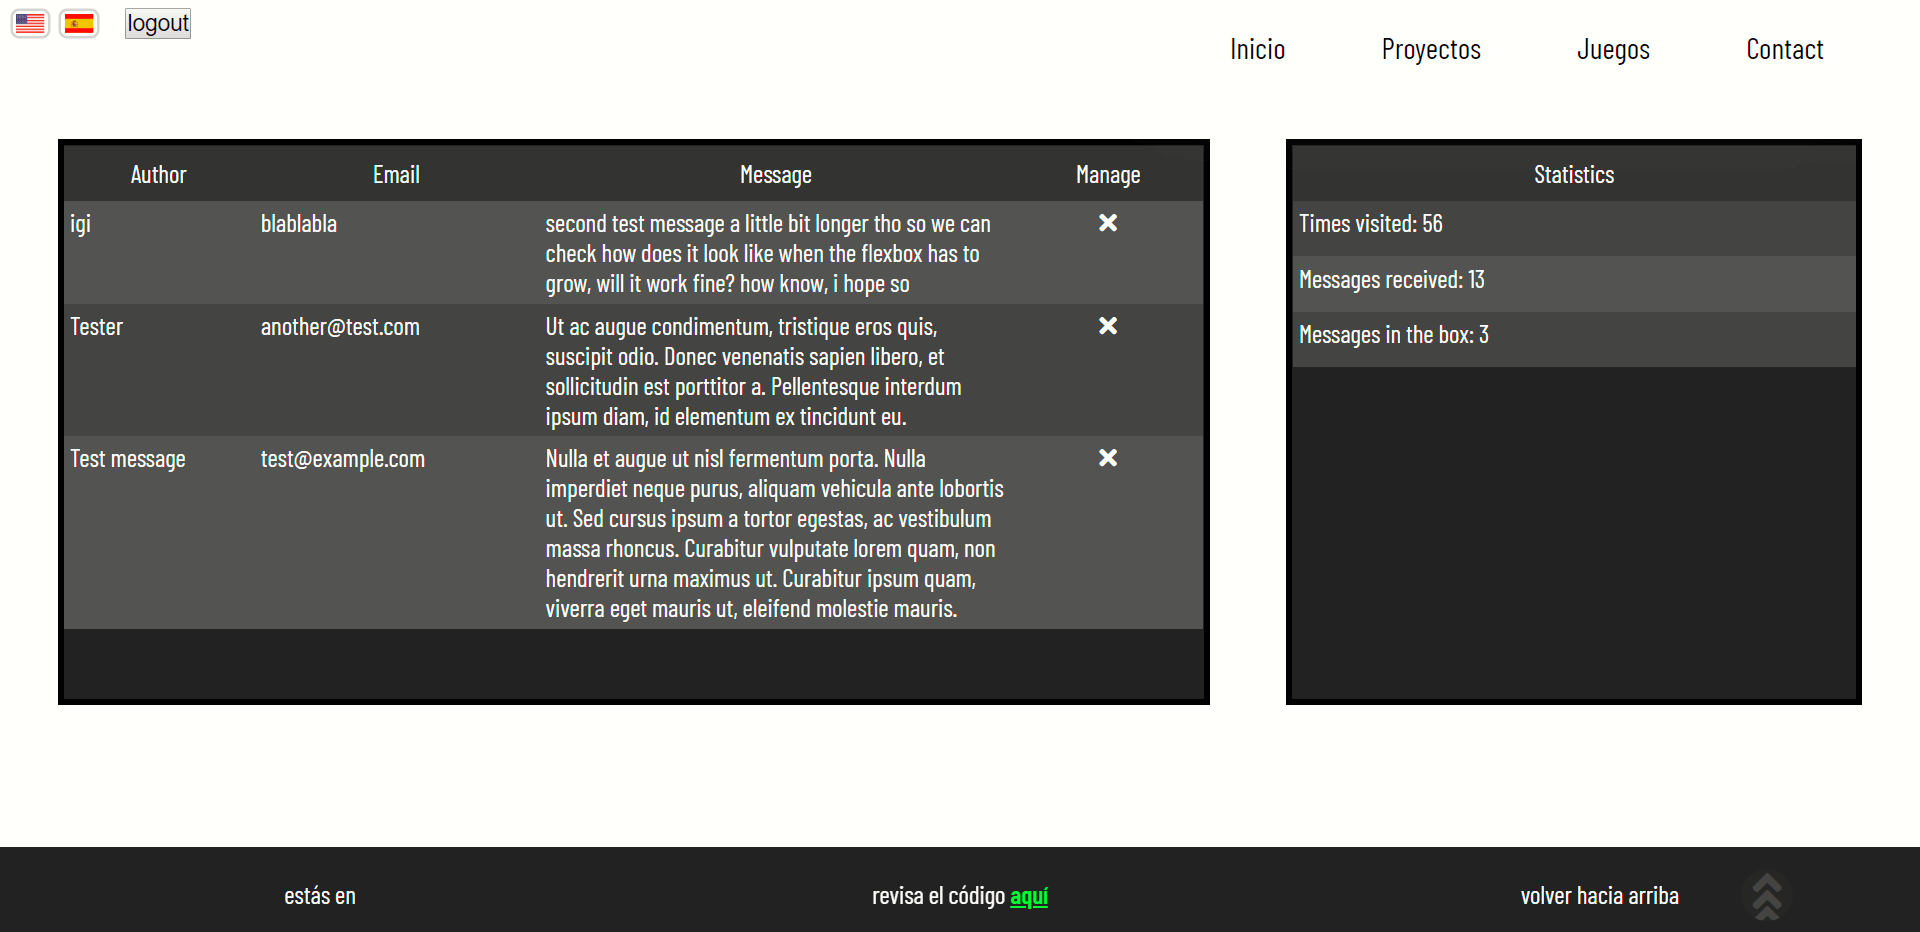 logout
Inicio Proyectos Juegos Contact
Author Email Message Manage
igi blablabla second test message a little bit longer tho so we can
check how does it look like when the flexbox has to
grow, will it work fine? how know, i hope so
Tester another@test.com Ut ac augue condimentum, tristique eros quis,
suscipit odio. Donec venenatis sapien libero, et
sollicitudin est porttitor a. Pellentesque interdum
ipsum diam, id elementum ex tincidunt eu.
Test message test@example.com Nulla et augue ut nisl fermentum porta. Nulla
imperdiet neque purus, aliquam vehicula ante lobortis
ut. Sed cursus ipsum a tortor egestas, ac vestibulum
massa rhoncus. Curabitur vulputate lorem quam, non
hendrerit urna maximus ut. Curabitur ipsum quam,
viverra eget mauris ut, eleifend molestie mauris.
Statistics
Times visited: 56
Messages received: 13
Messages in the box: 3
estás en
revisa el código aquí
volver hacia arriba